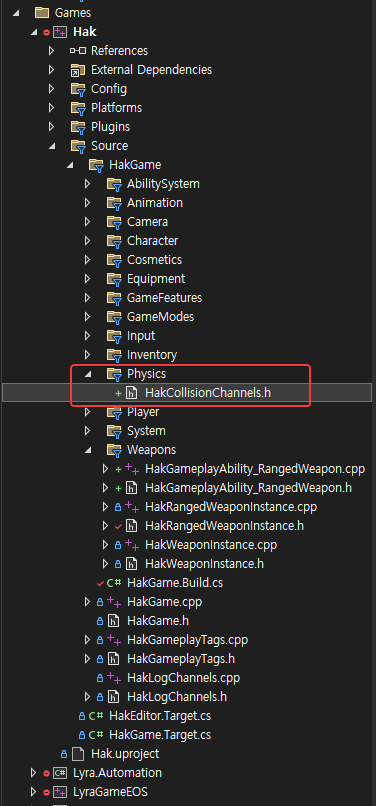 Games
Hak
References
External Dependencies
Config
Platforms
Plugins
Source
HakGame
AbilitySystem
Animation
Camera
Character
Cosmetics
Equipment
GameFeatures
GameModes
Input
Inventory
Physics
HakCollisionChannels.h
Player
System
Weapons
HakGameplayAbility_RangedWeapon.cpp
HakGameplayAbility_RangedWeapon.h
HakRangedWeaponInstance.cpp
HakRangedWeaponInstance.h
HakWeaponInstance.cpp
HakWeaponInstance.h
C# HakGame.Build.cs
HakGame.cpp
HakGame.h
HakGameplayTags.cpp
HakGameplayTags.h
HakLogChannels.cpp
HakLogChannels.h
C# HakEditor.Target.cs
C# HakGame.Target.cs
Hak.uproject
C# Lyra.Automation
LyraGameEOS